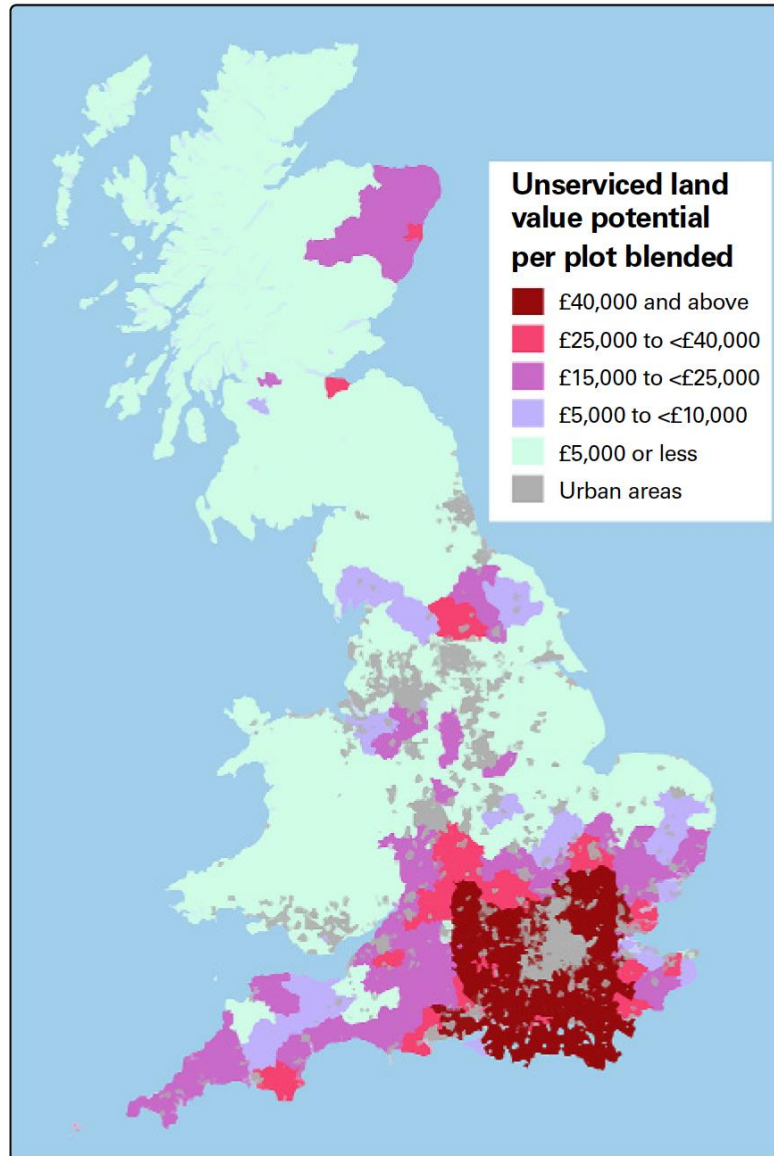 Unserviced land
value potential
per plot blended
£40,000 and above
£25,000 to <£40,000
£15,000 to <£25,000
£5,000 to <£10,000
£5,000 or less
Urban areas